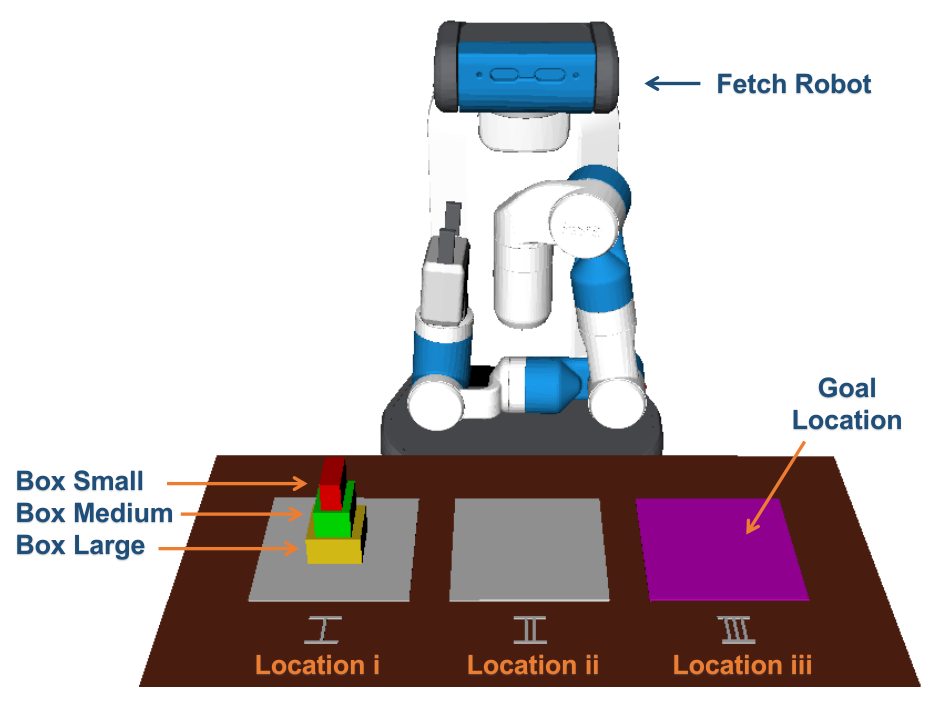 Fetch Robot
Goal
Location
Box Small
Box Medium
Box Large
I
II
III
Location i
Location ii
Location iii